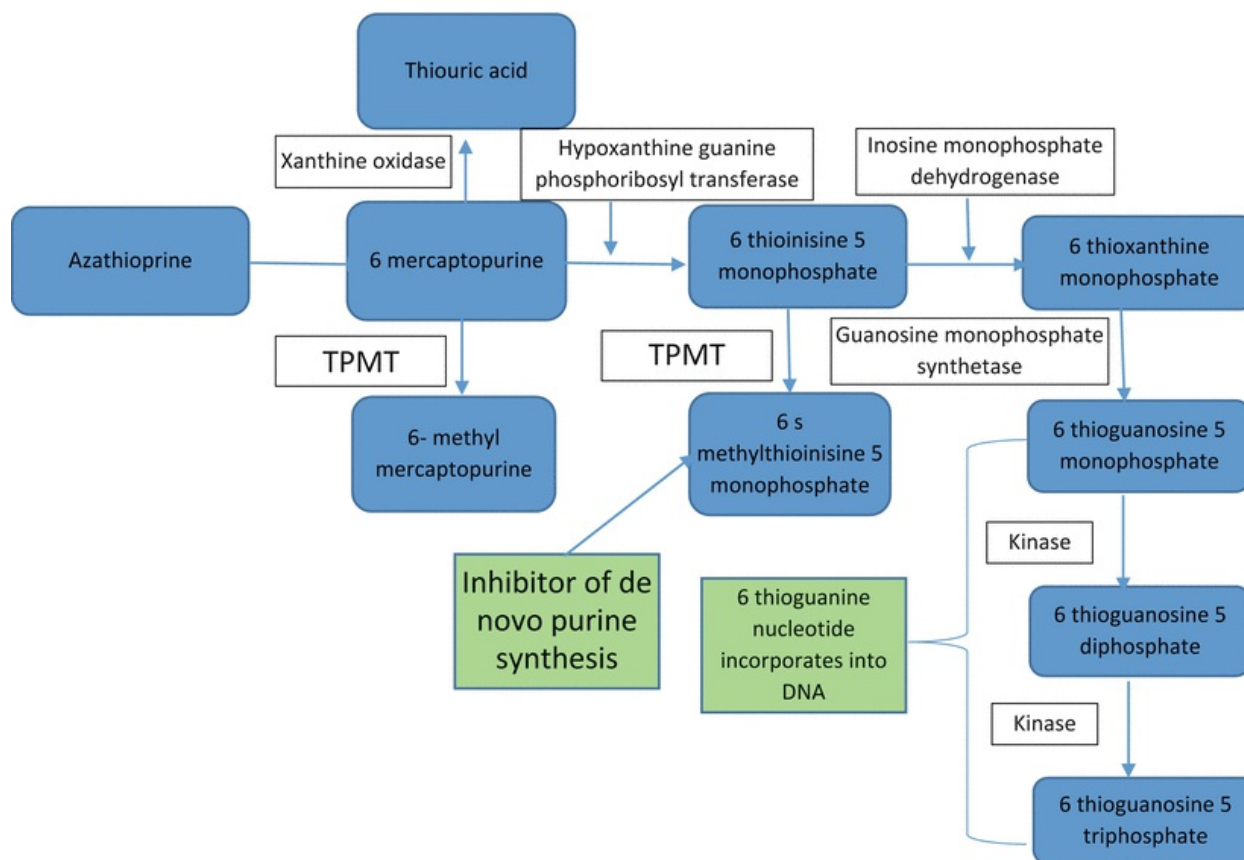 Thiouric acid
Xanthine oxidase
Hypoxanthine guanine
phosphoribosyl transferase
Inosine monophosphate
dehydrogenase
Azathioprine
6 mercaptopurine
6 thioinisine 5
monophosphate
6 thioxanthine
monophosphate
TPMT
TPMT
Guanosine monophosphate
synthetase
6- methyl
mercaptopurine
6 s
methylthioinisine 5
monophosphate
6 thioguanosine 5
monophosphate
Kinase
Inhibitor of de
novo purine
synthesis
6 thioguanine
nucleotide
incorporates into
DNA
6 thioguanosine 5
diphosphate
Kinase
6 thioguanosine 5
triphosphate